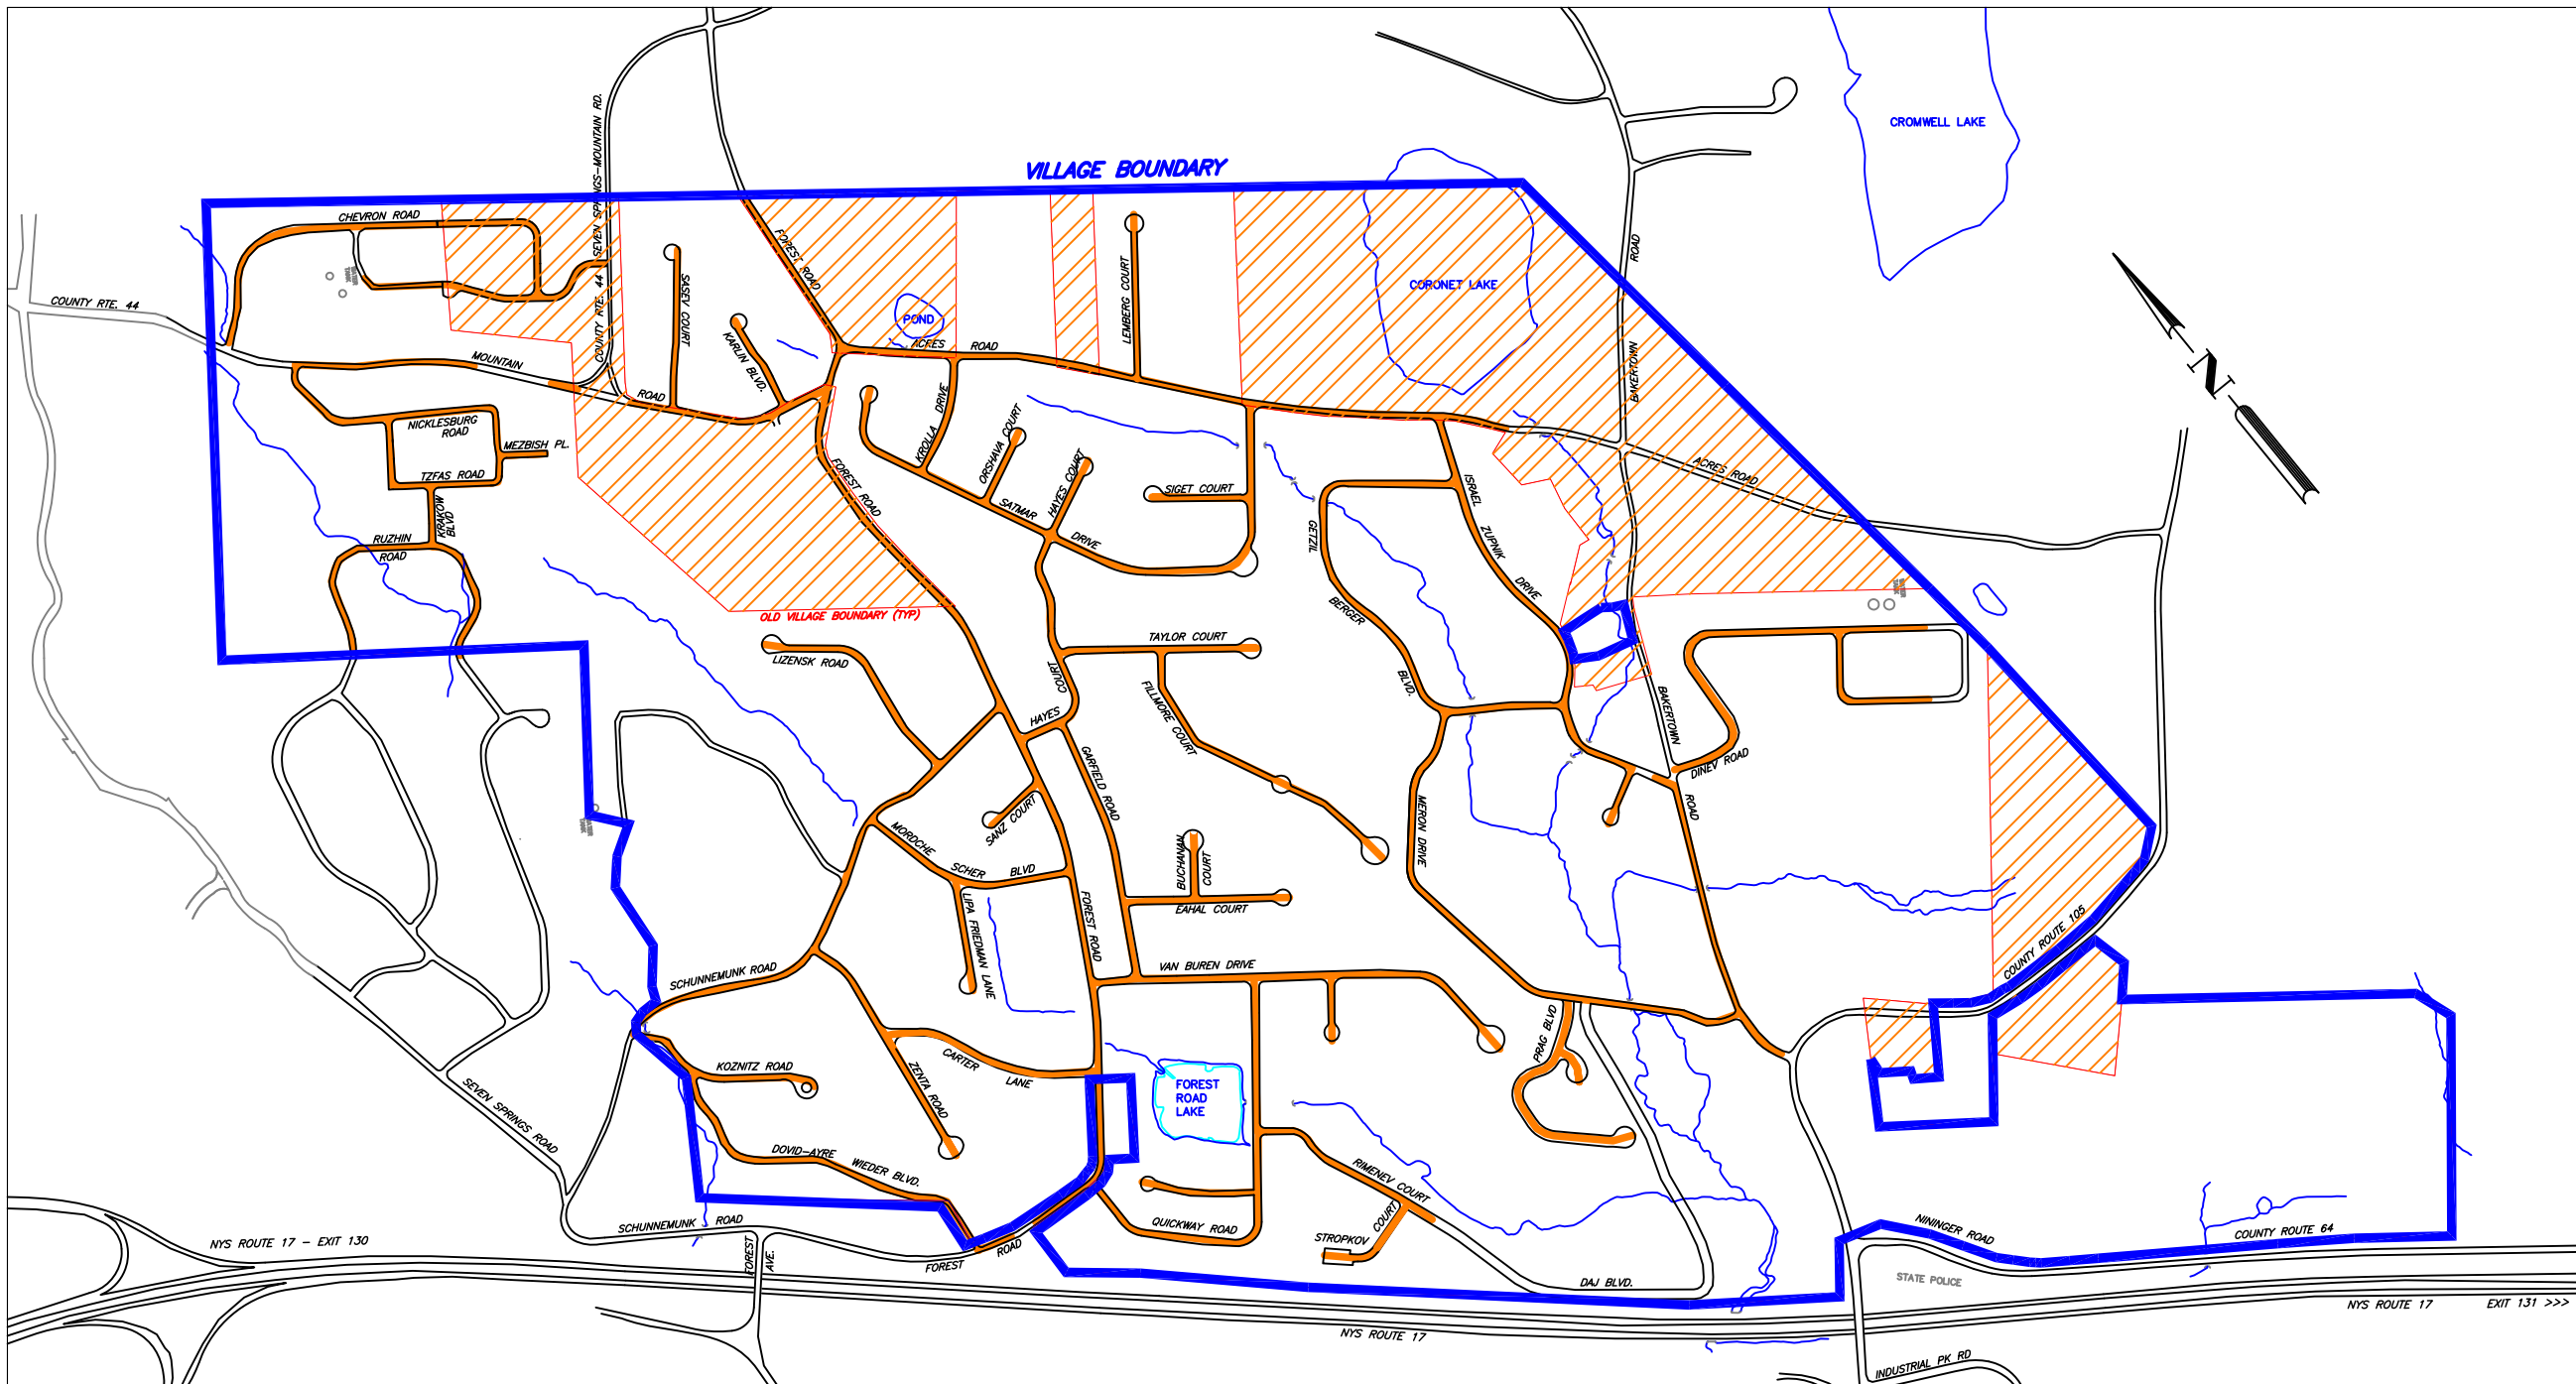 CROMWELL LAKE
VILLAGE BOUNDARY
COUNTY RTE. 44 SEVEN SPRINGS-MOUNTAIN RD.
CHEVRON ROAD
WATER
TANK
COUNTY RTE. 44
MOUNTAIN
ROAD
SASEV COURT
KARLIN BLVD.
FOREST ROAD
POND
ACRES ROAD
LEMBERG COURT
CORONET LAKE
BAKERTOWN ROAD
N
NICKLESBURG
ROAD
MEZBISH PL.
TZFAS ROAD
KRAKOW
BLVD
RUZHIN
ROAD
FOREST ROAD
KROLLA DRIVE
ORSHAVA COURT
HAYES COURT
SATMAR
DRIVE
SIGET COURT
GETZIL
BERGER
BLVD.
ISRAEL
ZUPNIK
DRIVE
ACRES ROAD
WATER
TANK
OLD VILLAGE BOUNDARY (TYP)
LIZENSK ROAD
TAYLOR COURT
COURT
HAYES
FILLMORE COURT
BAKERTOWN
ROAD
DINEV ROAD
GARFIELD ROAD
SANZ COURT
WATER
TANK
MORDCHE
SCHER
BLVD
LIPA FRIEDMAN LANE
FOREST ROAD
BUCHANAN
COURT
EAHAL COURT
MERON DRIVE
COUNTY ROUTE 105
SCHUNNEMUNK ROAD
VAN BUREN DRIVE
KOZNITZ ROAD
CARTER
LANE
ZENTA ROAD
FOREST
ROAD
LAKE
PRAG BLVD
SEVEN SPRINGS ROAD
DOVID-AYRE
WIEDER BLVD.
RIMENEV COURT
QUICKWAY ROAD
STROPKOV
COURT
SCHUNNEMUNK ROAD
FOREST
AVE.
FOREST
ROAD
DAJ BLVD.
NININGER ROAD
COUNTY ROUTE 64
STATE POLICE
NYS ROUTE 17 - EXIT 130
NYS ROUTE 17
NYS ROUTE 17 EXIT 131 >>>
INDUSTRIAL PK RD